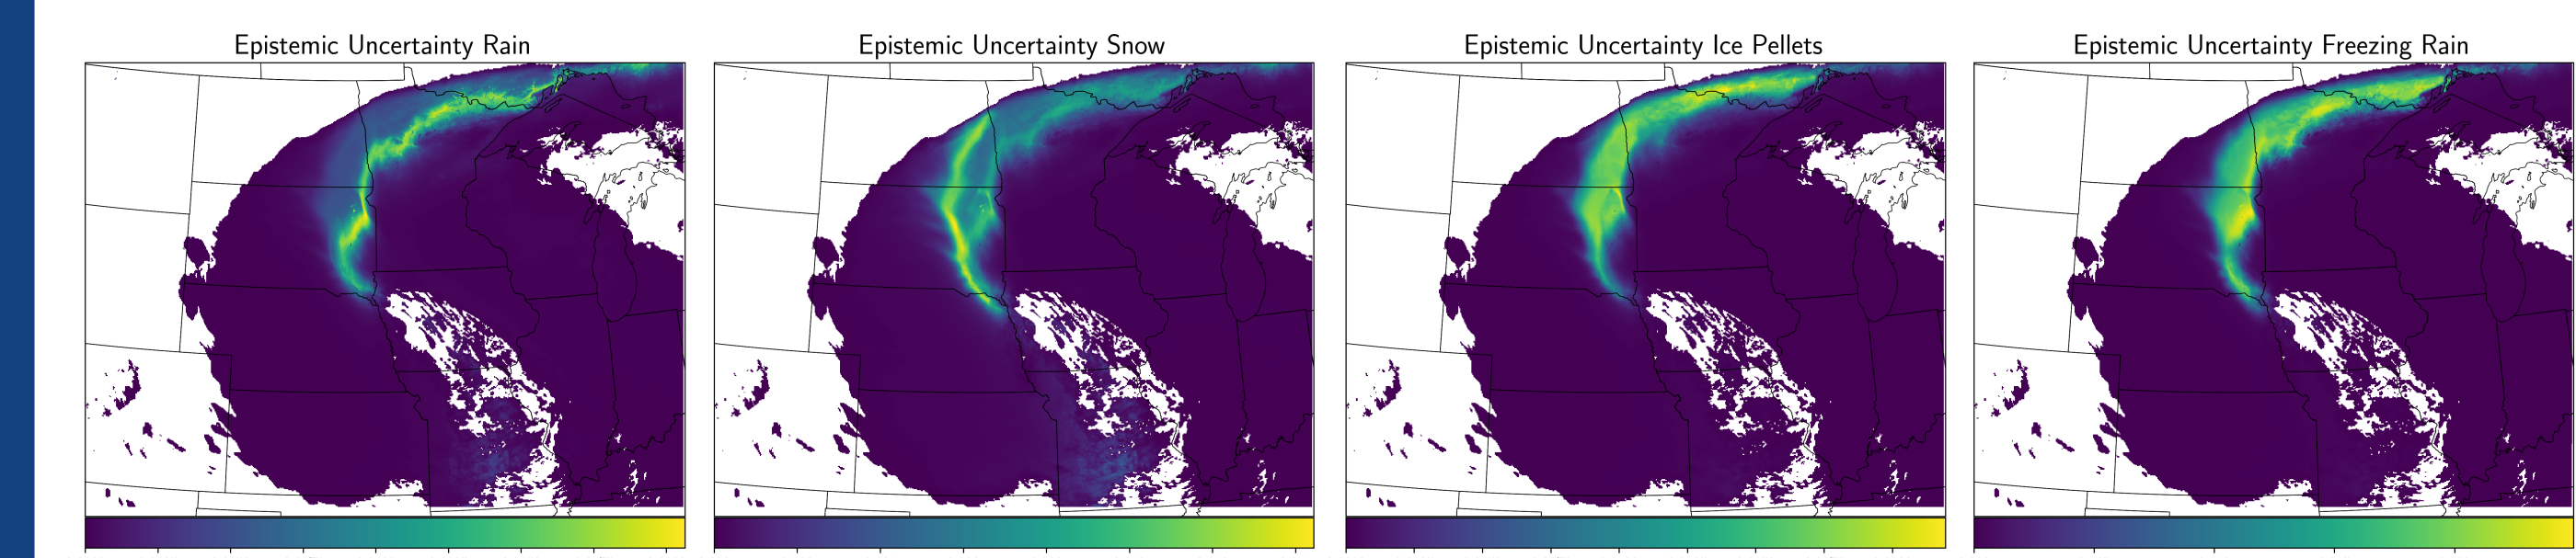 Epistemic Uncertainty Rain
Epistemic Uncertainty Snow
Epistemic Uncertainty Ice Pellets
Epistemic Uncertainty Freezing Rain